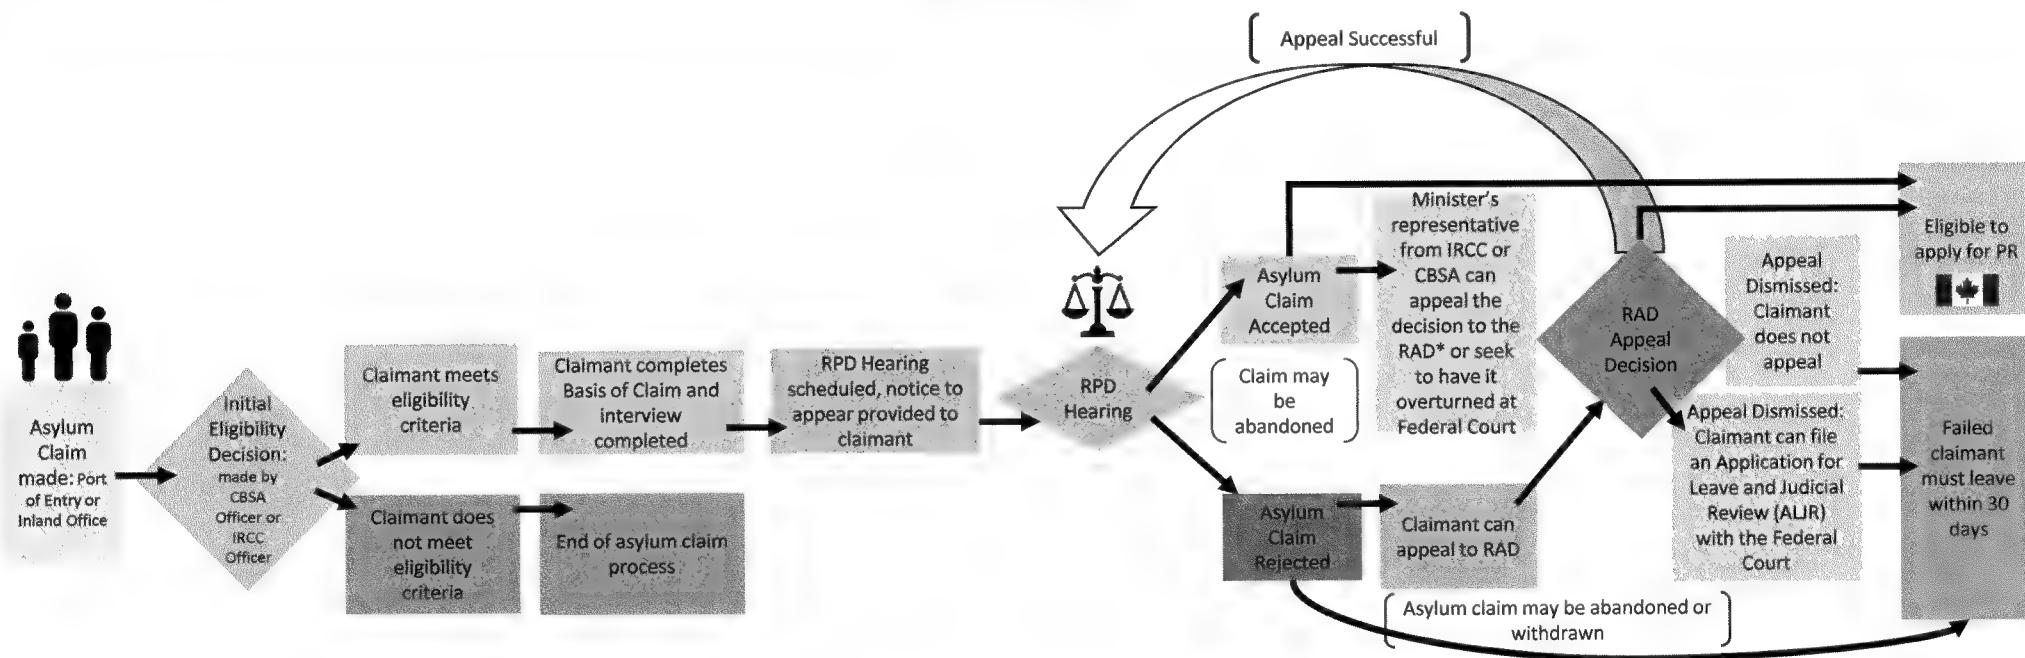 Appeal Successful
Asylum
Claim
made: Port
of Entry or
Inland Office
Initial
Eligibility
Decision:
made by
CBSA
Officer or
IRCC
Officer
Claimant meets
eligibility
criteria
Claimant does
not meet
eligibility
criteria
Claimant completes
Basis of Claim and
interview
completed
End of asylum claim
process
RPD Hearing
scheduled, notice to
appear provided to
claimant
RPD
Hearing
Asylum
Claim
Accepted
Claim may
be
abandoned
Asylum
Claim
Rejected
Minister's
representative
from IRCC or
CBSA can
appeal the
decision to the
RAD* or seek
to have it
overturned at
Federal Court
Claimant can
appeal to RAD
Asylum claim may be abandoned or
withdrawn
RAD
Appeal
Decision
Appeal
Dismissed:
Claimant
does not
appeal
Appeal Dismissed:
Claimant can file
an Application for
Leave and Judicial
Review (ALJR)
with the Federal
Court
Eligible to
apply for PR
Failed
claimant
must leave
within 30
days